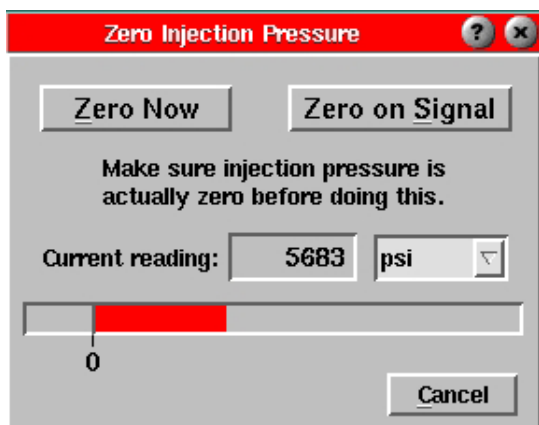 Zero Injection Pressure ? x
Zero Now Zero on Signal
Make sure injection pressure is
actually zero before doing this.
Current reading: 5683 psi
0
Cancel